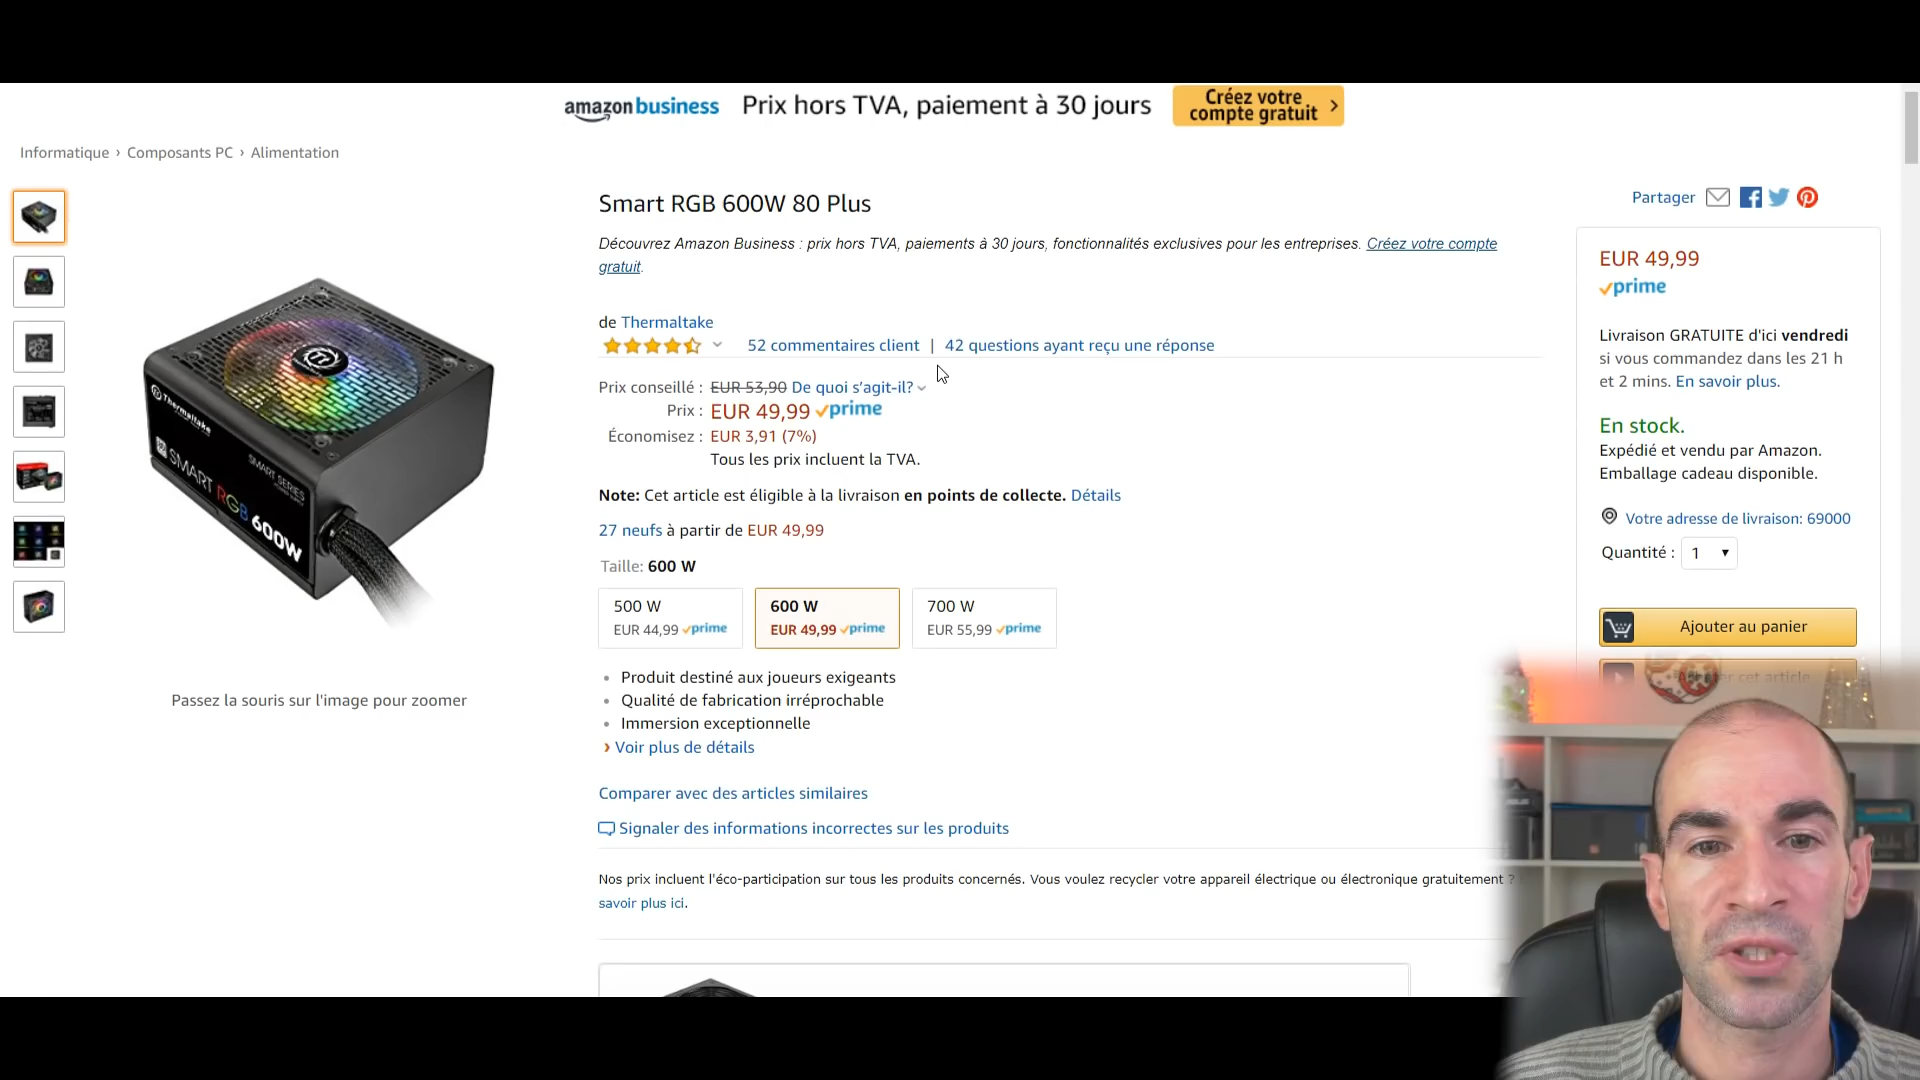 amazon business Prix hors TVA, paiement à 30 jours Créez votre compte gratuit
Informatique › Composants PC › Alimentation
Smart RGB 600W 80 Plus
Découvrez Amazon Business : prix hors TVA, paiements à 30 jours, fonctionnalités exclusives pour les entreprises. Créez votre compte
gratuit.
de Thermaltake
52 commentaires client | 42 questions ayant reçu une réponse
Prix conseillé : EUR 53,90 De quoi s'agit-il?
Prix : EUR 49,99 prime
Économisez : EUR 3,91 (7%)
Tous les prix incluent la TVA.
Note: Cet article est éligible à la livraison en points de collecte. Détails
27 neufs à partir de EUR 49,99
Taille: 600 W
500 W
EUR 44,99 prime
600 W
EUR 49,99 prime
700 W
EUR 55,99 prime
Produit destiné aux joueurs exigeants
Qualité de fabrication irréprochable
Immersion exceptionnelle
› Voir plus de détails
Comparer avec des articles similaires
Signaler des informations incorrectes sur les produits
Nos prix incluent l'éco-participation sur tous les produits concernés. Vous voulez recycler votre appareil électrique ou électronique gratuitement ?
savoir plus ici.
Thermaltake
SMART RGB 600W
SMART SERIES
Passez la souris sur l'image pour zoomer
Partager
EUR 49,99
prime
Livraison GRATUITE d'ici vendredi
si vous commandez dans les 21 h
et 2 mins. En savoir plus.
En stock.
Expédié et vendu par Amazon.
Emballage cadeau disponible.
Votre adresse de livraison: 69000
Quantité : 1
Ajouter au panier
cet article